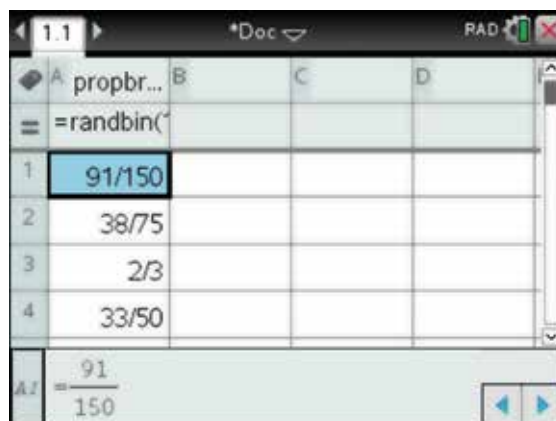 1.1 *Doc RAD
A propbr... B C D
= =randbin(
1 91/150
2 38/75
3 2/3
4 33/50
A1 =91/150